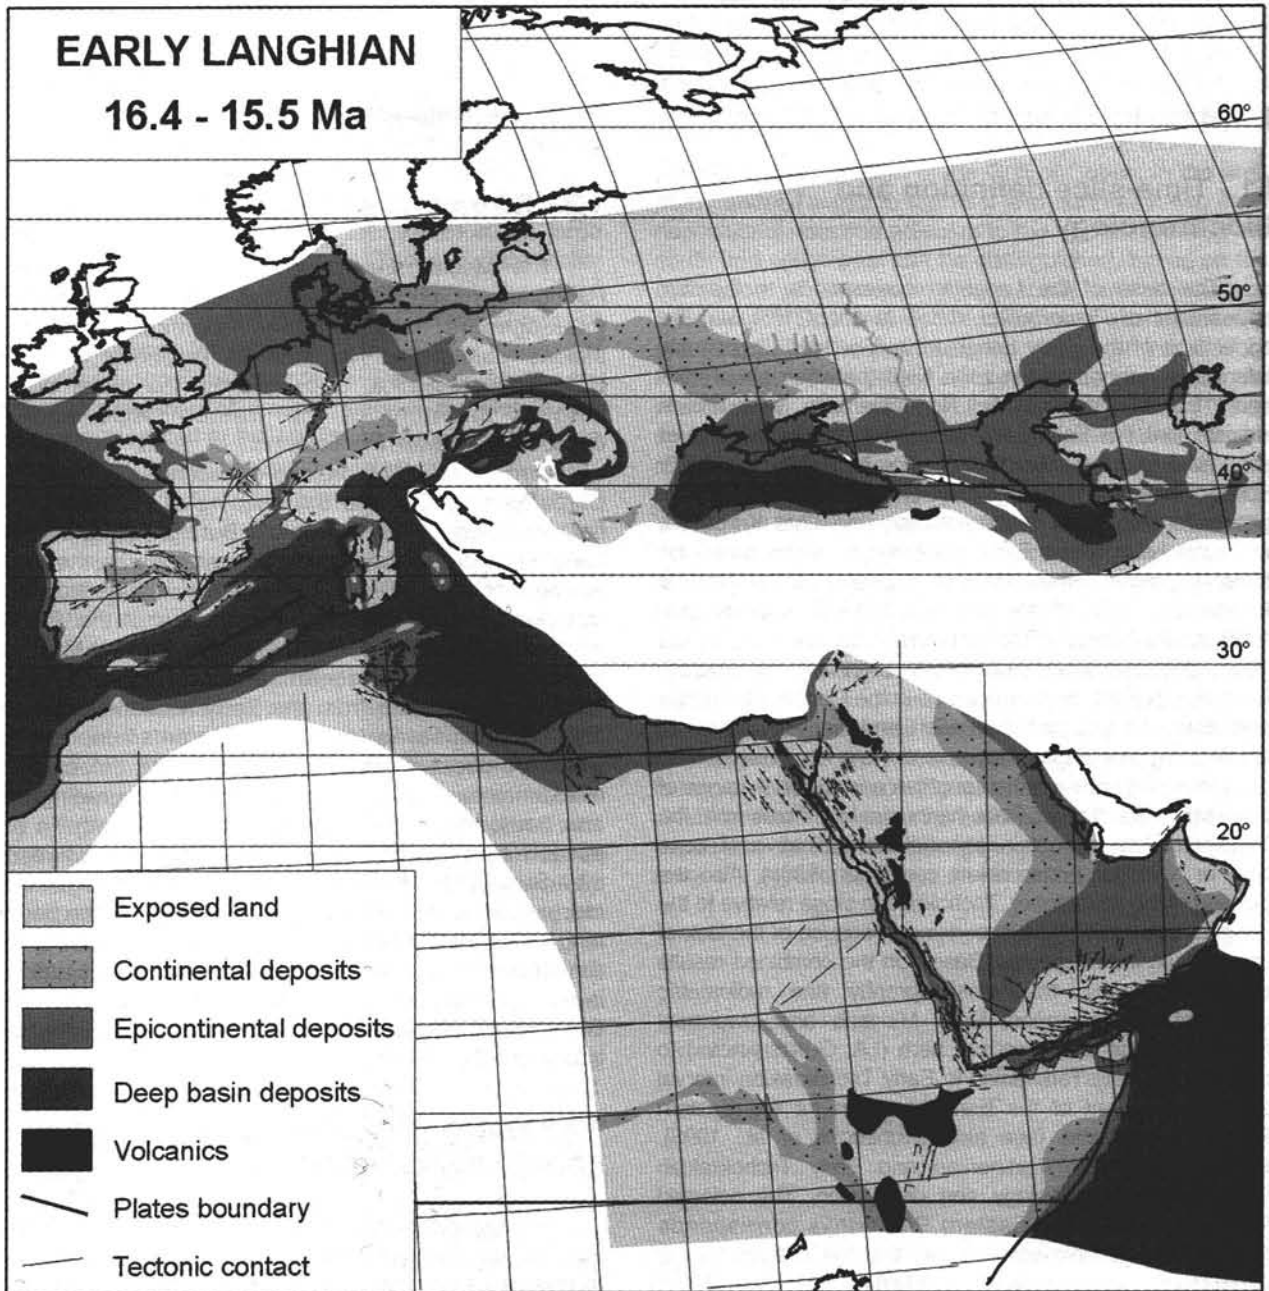 EARLY LANGHIAN
16.4 - 15.5 Ma
60°
50°
40°
30°
20°
Exposed land
Continental deposits
Epicontinental deposits
Deep basin deposits
Volcanics
Plates boundary
Tectonic contact